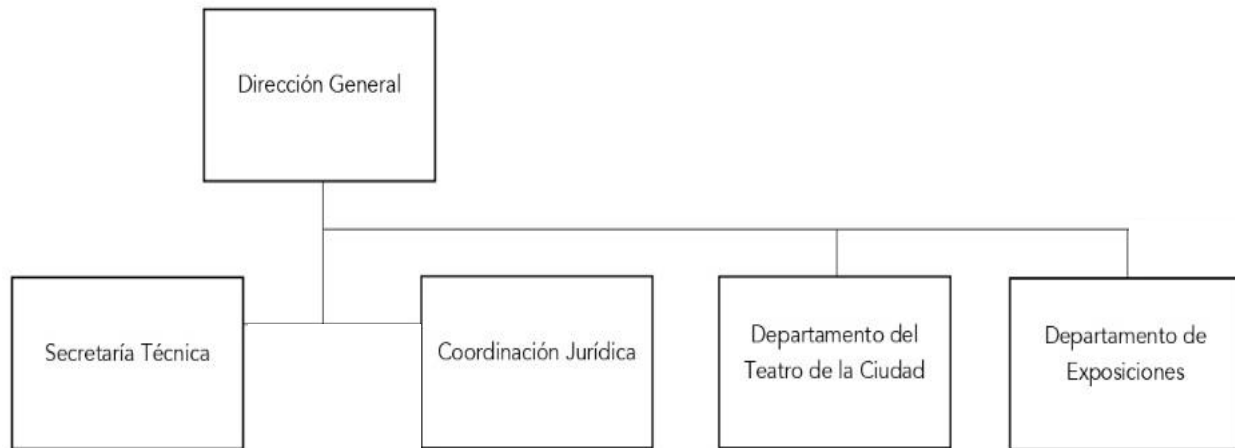 Dirección General
Secretaría Técnica
Coordinación Jurídica
Departamento del
Teatro de la Ciudad
Departamento de
Exposiciones